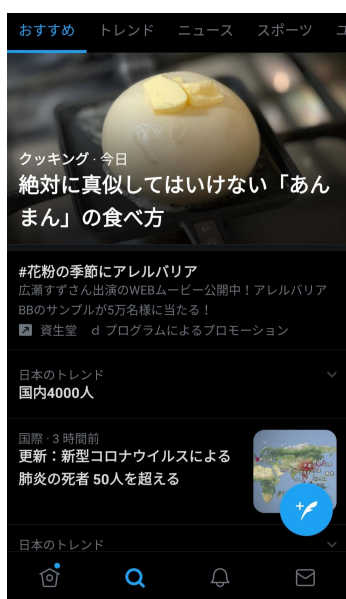 おすすめ トレンド ニュース スポーツ
クッキング · 今日
絶対に真似してはいけない「あん
まん」の食べ方
#花粉の季節にアレルバリア
広瀬すずさん出演のWEBムービー公開中！アレルバリア
BBのサンプルが5万名様に当たる！
資生堂 d プログラムによるプロモーション
日本のトレンド
国内4000人
国際 · 3 時間前
更新：新型コロナウイルスによる
肺炎の死者 50人を超える
日本のトレンド